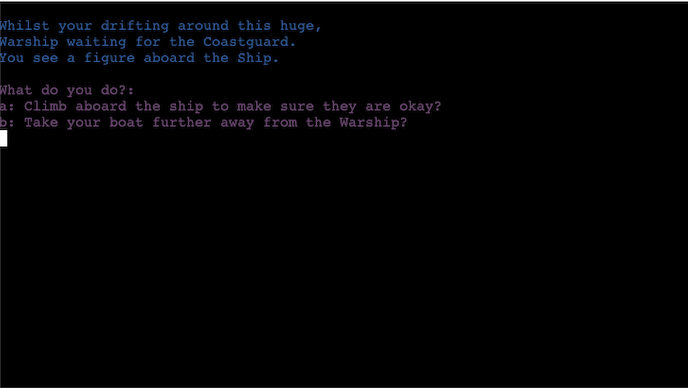 Whilst your drifting around this huge,
Warship waiting for the Coastguard.
You see a figure aboard the Ship.
What do you do?:
a: Climb aboard the ship to make sure they are okay?
b: Take your boat further away from the Warship?